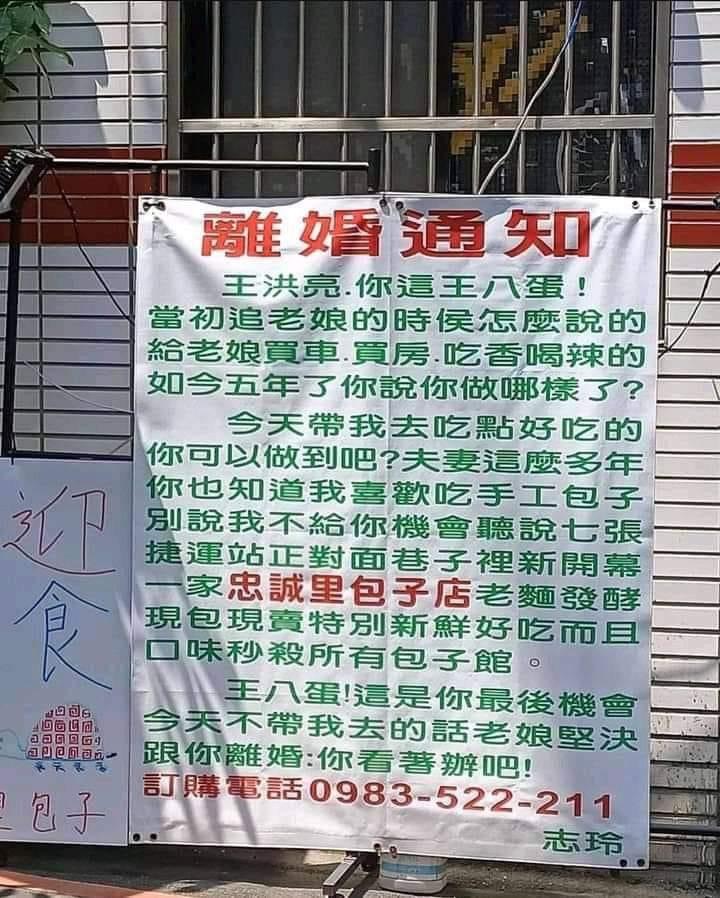 離婚通知
王洪亮.你這王八蛋!
當初追老娘的時侯怎麼說的
給老娘買車.買房.吃香喝辣的
如今五年了你說你做哪樣了?
今天帶我去吃點好吃的
你可以做到吧?夫妻這麼多年
你也知道我喜歡吃手工包子
別說我不給你機會聽說七張
捷運站正對面巷子裡新開幕
一家忠誠里包子店老麵發酵
現包現賣特別新鮮好吃而且
口味秒殺所有包子館。
王八蛋!這是你最後機會
今天不帶我去的話老娘堅決
跟你離婚:你看著辦吧!
訂購電話0983-522-211
志玲
迎
食
里包子